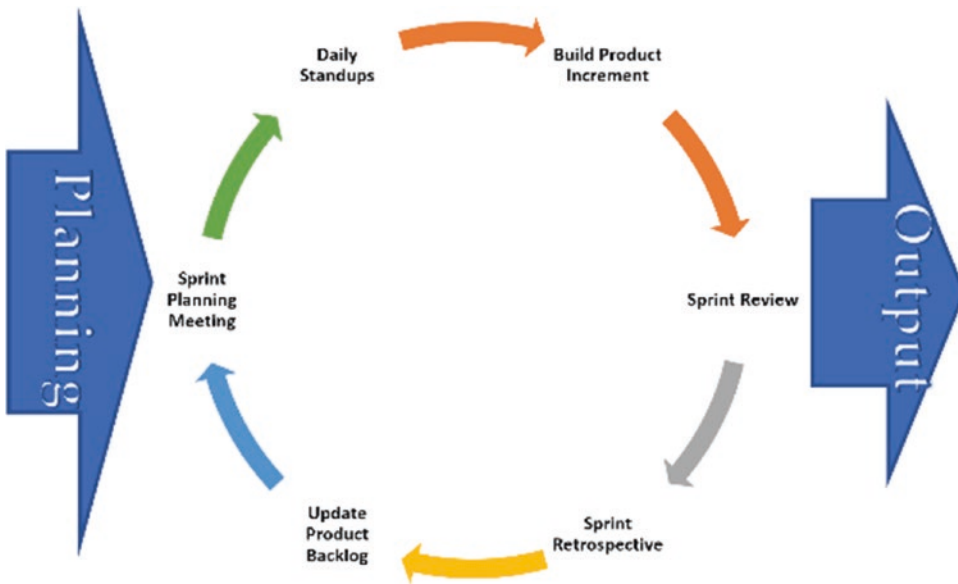 Planning
Sprint
Planning
Meeting
Daily
Standups
Build Product
Increment
Sprint Review
Sprint
Retrospective
Update
Product
Backlog
Output